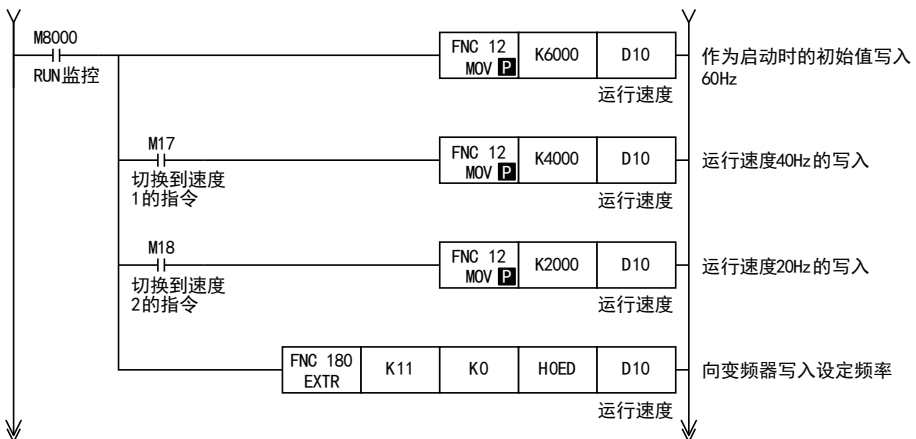 M8000
RUN监控
FNC 12
MOV P
K6000
D10
运行速度
作为启动时的初始值写入
60Hz
M17
切换到速度
1的指令
FNC 12
MOV P
K4000
D10
运行速度
运行速度40Hz的写入
M18
切换到速度
2的指令
FNC 12
MOV P
K2000
D10
运行速度
运行速度20Hz的写入
FNC 180
EXTR
K11
K0
H0ED
D10
运行速度
向变频器写入设定频率